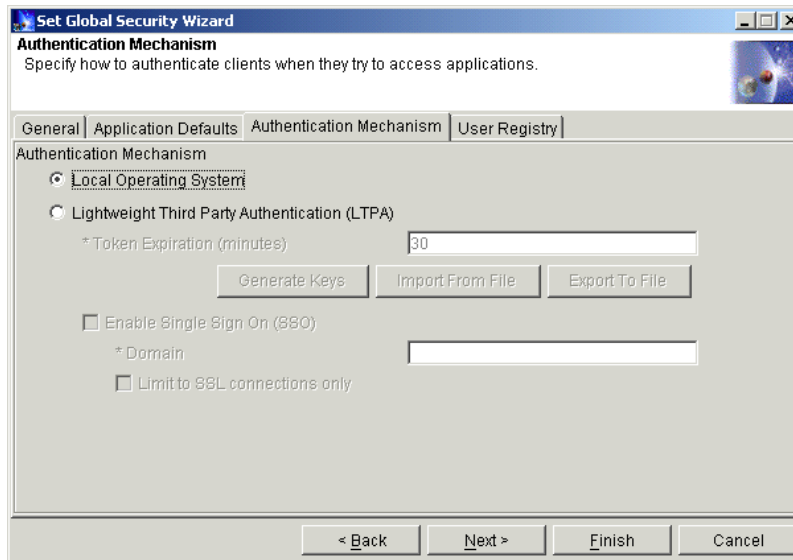 Set Global Security Wizard
Authentication Mechanism
Specify how to authenticate clients when they try to access applications.
General Application Defaults Authentication Mechanism User Registry
Authentication Mechanism
Local Operating System
Lightweight Third Party Authentication (LTPA)
* Token Expiration (minutes) 30
Generate Keys Import From File Export To File
Enable Single Sign On (SSO)
* Domain
Limit to SSL connections only
< Back Next > Finish Cancel